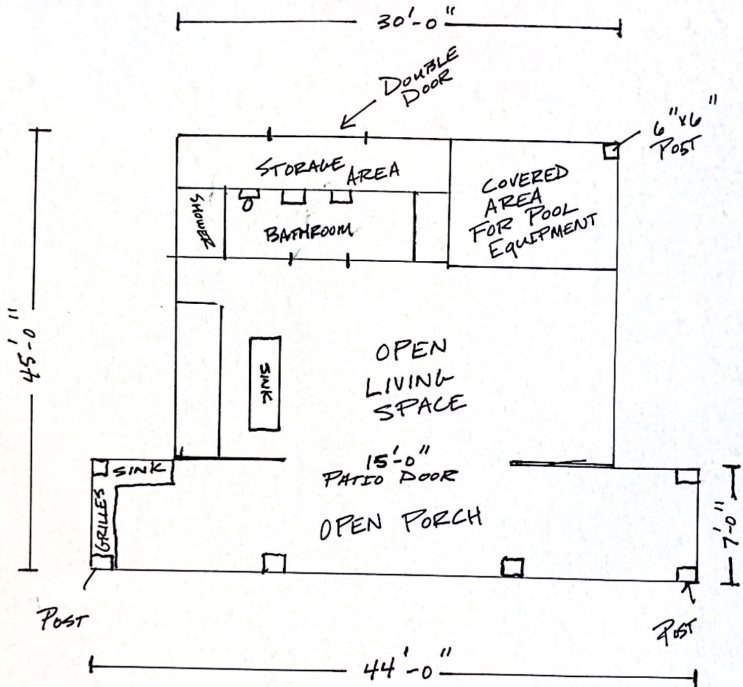 30'-0"
DOUBLE
DOOR
6"x6"
POST
STORAGE AREA
COVERED
AREA
FOR POOL
EQUIPMENT
SHOWER
BATHROOM
45'-0"
OPEN
LIVING
SPACE
SINK
15'-0"
PATIO DOOR
SINK
GRILLES
OPEN PORCH
7'-0"
POST
POST
44'-0"